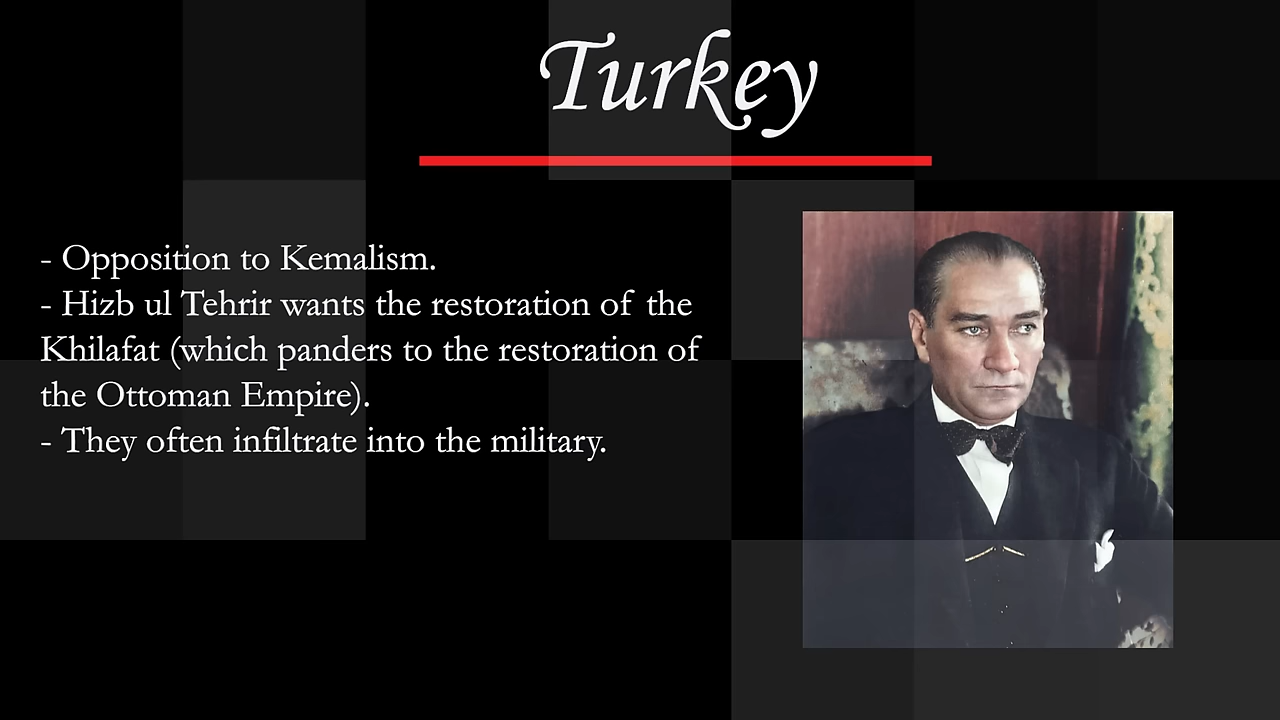 Turkey
- Opposition to Kemalism.
- Hizb ul Tehrir wants the restoration of the
Khilafat (which panders to the restoration of
the Ottoman Empire).
- They often infiltrate into the military.